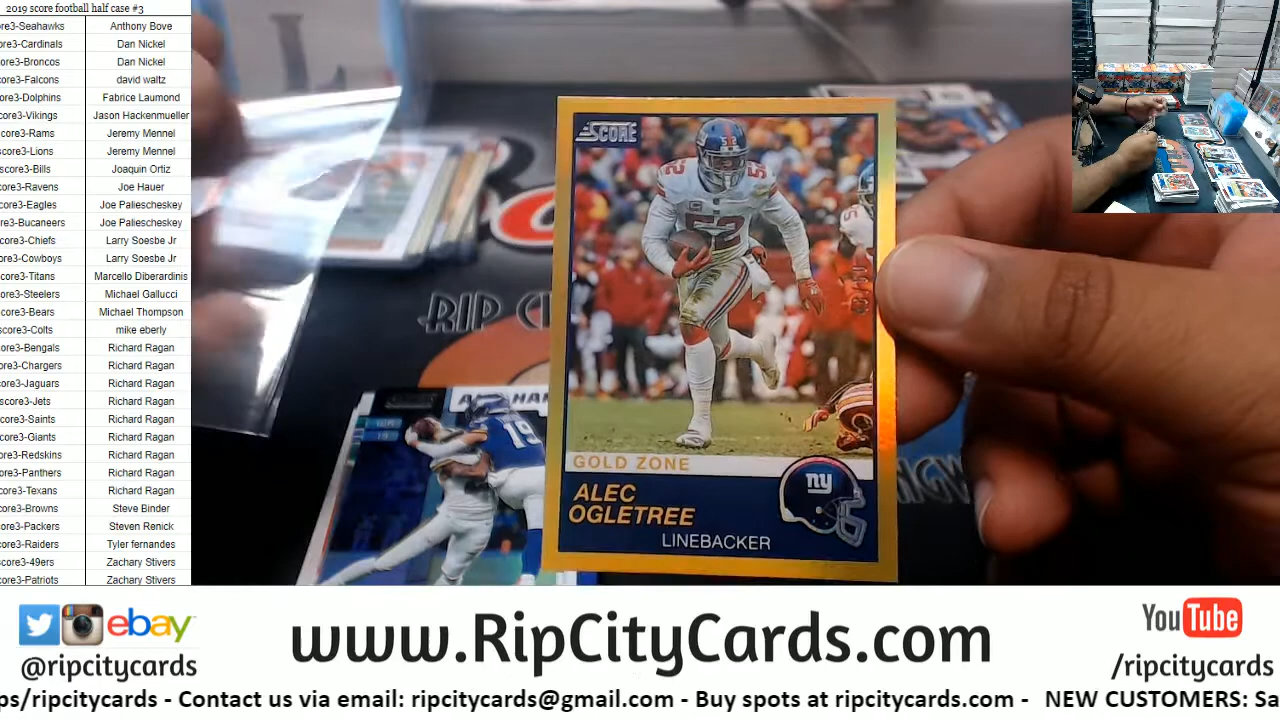 2019 score football half case #3
ore3-Seahawks Anthony Bove
core3-Cardinals Dan Nickel
core3-Broncos Dan Nickel
core3-Falcons david waltz
ore3-Dolphins Fabrice Laumond
core3-Vikings Jason Hackenmueller
core3-Rams Jeremy Mennel
core3-Lions Jeremy Mennel
score3-Bills Joaquin Ortiz
core3-Ravens Joe Hauer
core3-Eagles Joe Paliescheskey
re3-Bucaneers Joe Paliescheskey
core3-Chiefs Larry Soesbe Jr
ore3-Cowboys Larry Soesbe Jr
core3-Titans Marcello Diberardinis
ore3-Steelers Michael Gallucci
core3-Bears Michael Thompson
score3-Colts mike eberly
ore3-Bengals Richard Ragan
ore3-Chargers Richard Ragan
ore3-Jaguars Richard Ragan
score3-Jets Richard Ragan
core3-Saints Richard Ragan
core3-Giants Richard Ragan
ore3-Redskins Richard Ragan
ore3-Panthers Richard Ragan
core3-Texans Richard Ragan
ore3-Browns Steve Binder
ore3-Packers Steven Renick
ore3-Raiders Tyler fernandes
score3-49ers Zachary Stivers
ore3-Patriots Zachary Stivers
SCORE
52
52
GOLD ZONE
ALEC
OGLETREE
LINEBACKER
ny
RIP
19
ebay
@ripcitycards
www.RipCityCards.com
YouTube
/ripcitycards
ps/ripcitycards - Contact us via email: ripcitycards@gmail.com - Buy spots at ripcitycards.com - NEW CUSTOMERS: Sa